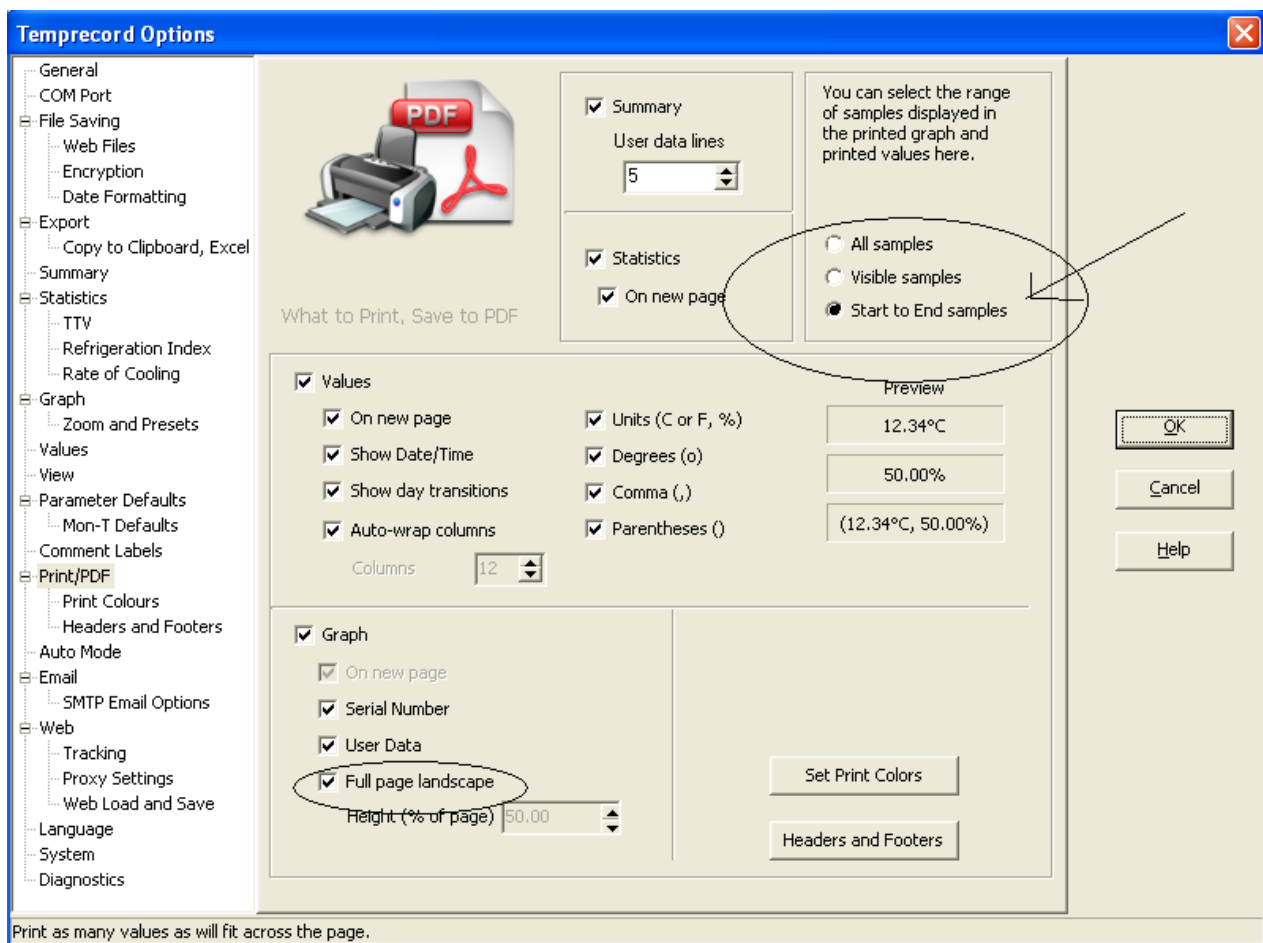 Temprecord Options
General
COM Port
File Saving
Web Files
Encryption
Date Formatting
Export
Copy to Clipboard, Excel
Summary
Statistics
TTV
Refrigeration Index
Rate of Cooling
Graph
Zoom and Presets
Values
View
Parameter Defaults
Mon-T Defaults
Comment Labels
Print/PDF
Print Colours
Headers and Footers
Auto Mode
Email
SMTP Email Options
Web
Tracking
Proxy Settings
Web Load and Save
Language
System
Diagnostics
PDF
What to Print, Save to PDF
Summary
User data lines
5
Statistics
On new page
You can select the range
of samples displayed in
the printed graph and
printed values here.
All samples
Visible samples
Start to End samples
Values
On new page
Show Date/Time
Show day transitions
Auto-wrap columns
Columns 12
Units (C or F, %)
Degrees (o)
Comma (,)
Parentheses ()
Preview
12.34°C
50.00%
(12.34°C, 50.00%)
Graph
On new page
Serial Number
User Data
Full page landscape
Height (% of page) 50.00
Set Print Colors
Headers and Footers
OK
Cancel
Help
Print as many values as will fit across the page.